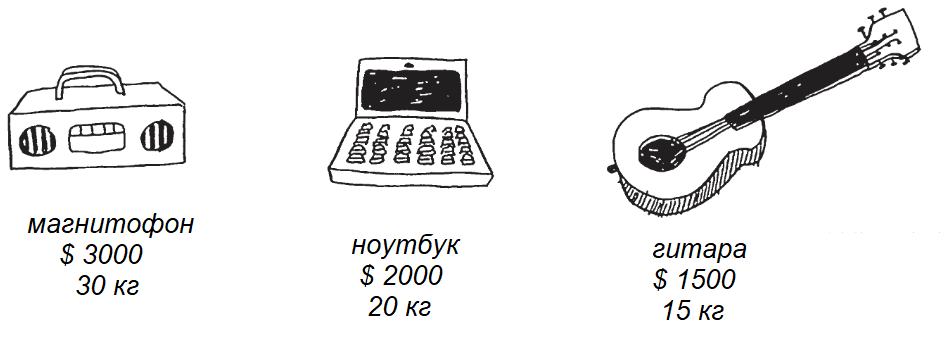 магнитофон
$ 3000
30 кг
ноутбук
$ 2000
20 кг
гитара
$ 1500
15 кг